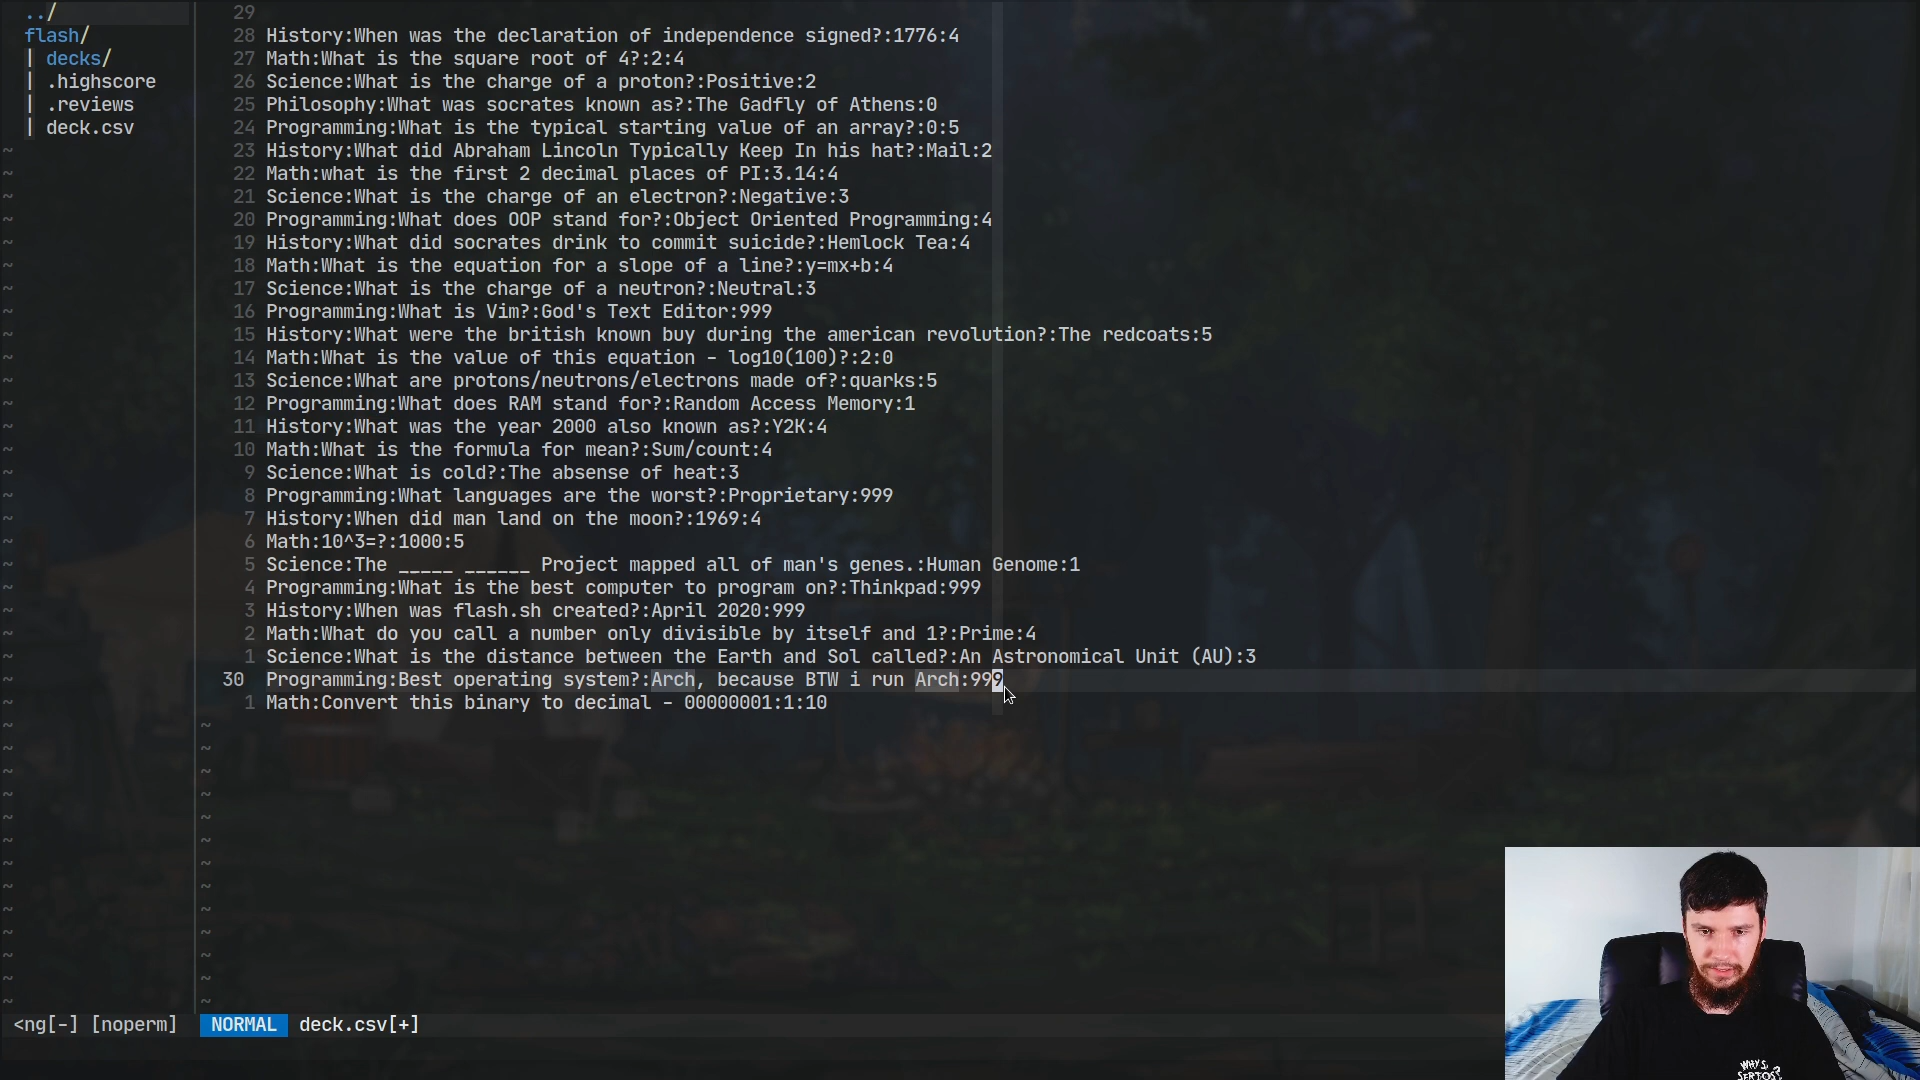 ../
flash/
| decks/
| .highscore
| .reviews
| deck.csv
29
28 History:When was the declaration of independence signed?:1776:4
27 Math:What is the square root of 4?:2:4
26 Science:What is the charge of a proton?:Positive:2
25 Philosophy:What was socrates known as?:The Gadfly of Athens:0
24 Programming:What is the typical starting value of an array?:0:5
23 History:What did Abraham Lincoln Typically Keep In his hat?:Mail:2
22 Math:what is the first 2 decimal places of PI:3.14:4
21 Science:What is the charge of an electron?:Negative:3
20 Programming:What does OOP stand for?:Object Oriented Programming:4
19 History:What did socrates drink to commit suicide?:Hemlock Tea:4
18 Math:What is the equation for a slope of a line?:y=mx+b:4
17 Science:What is the charge of a neutron?:Neutral:3
16 Programming:What is Vim?:God's Text Editor:999
15 History:What were the british known buy during the american revolution?:The redcoats:5
14 Math:What is the value of this equation - log10(100)?:2:0
13 Science:What are protons/neutrons/electrons made of?:quarks:5
12 Programming:What does RAM stand for?:Random Access Memory:1
11 History:What was the year 2000 also known as?:Y2K:4
10 Math:What is the formula for mean?:Sum/count:4
9 Science:What is cold?:The absense of heat:3
8 Programming:What languages are the worst?:Proprietary:999
7 History:When did man land on the moon?:1969:4
6 Math:10^3=?:1000:5
5 Science:The _____ ______ Project mapped all of man's genes.:Human Genome:1
4 Programming:What is the best computer to program on?:Thinkpad:999
3 History:When was flash.sh created?:April 2020:999
2 Math:What do you call a number only divisible by itself and 1?:Prime:4
1 Science:What is the distance between the Earth and Sol called?:An Astronomical Unit (AU):3
30 Programming:Best operating system?:Arch, because BTW i run Arch:999
1 Math:Convert this binary to decimal - 00000001:1:10
<ng[-] [noperm] NORMAL deck.csv[+]
WHY SO
SERIOUS?